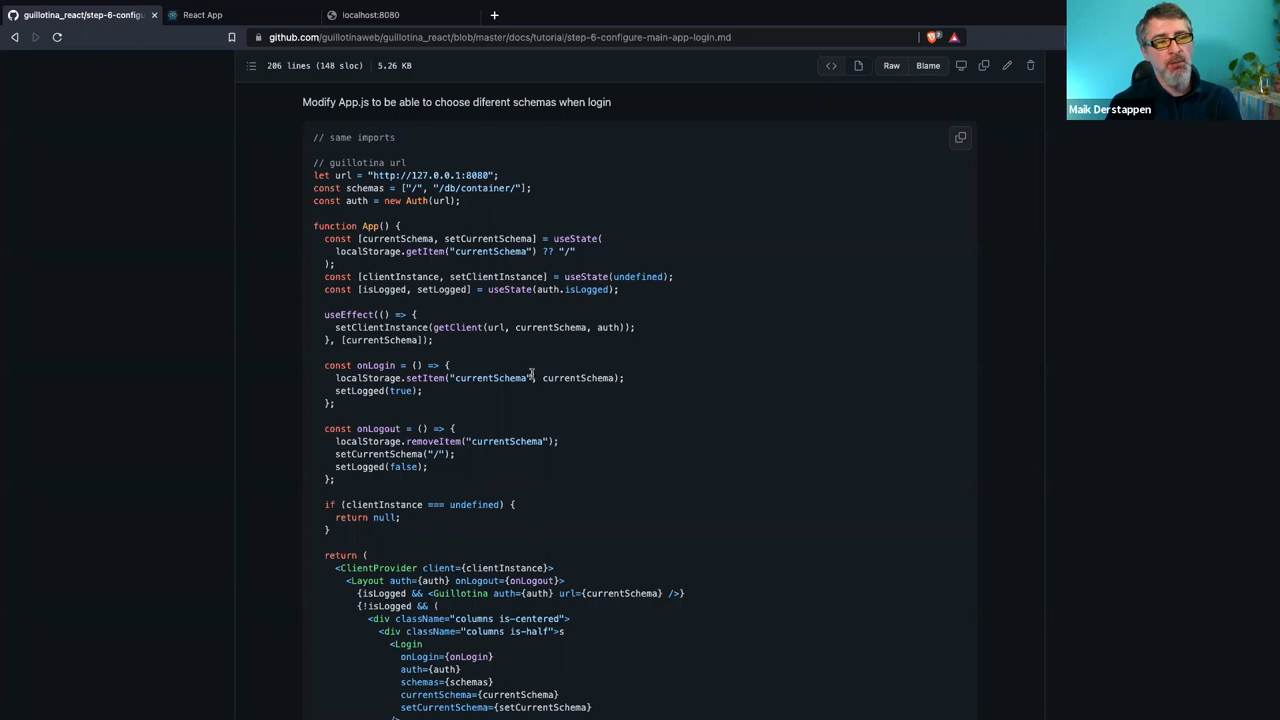 guillotina_react/step-6-config
React App
localhost:8080
github.com/guillotinaweb/guillotina_react/blob/master/docs/tutorial/step-6-configure-main-app-login.md
206 lines (148 sloc) | 5.26 KB
Raw
Blame
Maik Derstappen
Modify App.js to be able to choose diferent schemas when login
// same imports
// guillotina url
let url = "http://127.0.0.1:8080";
const schemas = ["/", "/db/container/"];
const auth = new Auth(url);
function App() {
const [currentSchema, setCurrentSchema] = useState(
localStorage.getItem("currentSchema") ?? "/"
);
const [clientInstance, setClientInstance] = useState(undefined);
const [isLogged, setLogged] = useState(auth.isLogged);
useEffect(() => {
setClientInstance(getClient(url, currentSchema, auth));
}, [currentSchema]);
const onLogin = () => {
localStorage.setItem("currentSchema", currentSchema);
setLogged(true);
};
const onLogout = () => {
localStorage.removeItem("currentSchema");
setCurrentSchema("/");
setLogged(false);
};
if (clientInstance === undefined) {
return null;
}
return (
<ClientProvider client={clientInstance}>
<Layout auth={auth} onLogout={onLogout}>
{isLogged && <Guillotina auth={auth} url={currentSchema} />}
{!isLogged && (
<div className="columns is-centered">
<div className="columns is-half">s
<Login
onLogin={onLogin}
auth={auth}
schemas={schemas}
currentSchema={currentSchema}
setCurrentSchema={setCurrentSchema}
/>